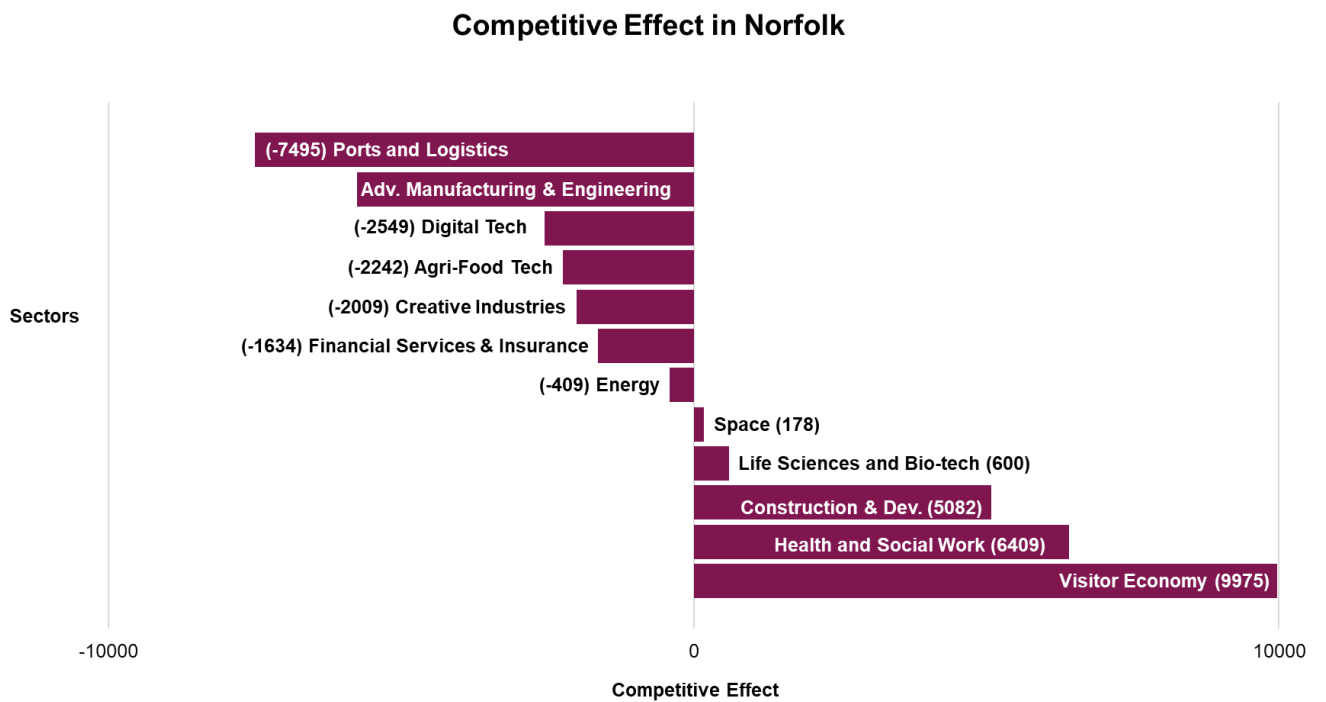 Competitive Effect in Norfolk
(-7495) Ports and Logistics
Adv. Manufacturing & Engineering
(-2549) Digital Tech
(-2242) Agri-Food Tech
(-2009) Creative Industries
Sectors
(-1634) Financial Services & Insurance
(-409) Energy
Space (178)
Life Sciences and Bio-tech (600)
Construction & Dev. (5082)
Health and Social Work (6409)
Visitor Economy (9975)
-10000 0 10000
Competitive Effect